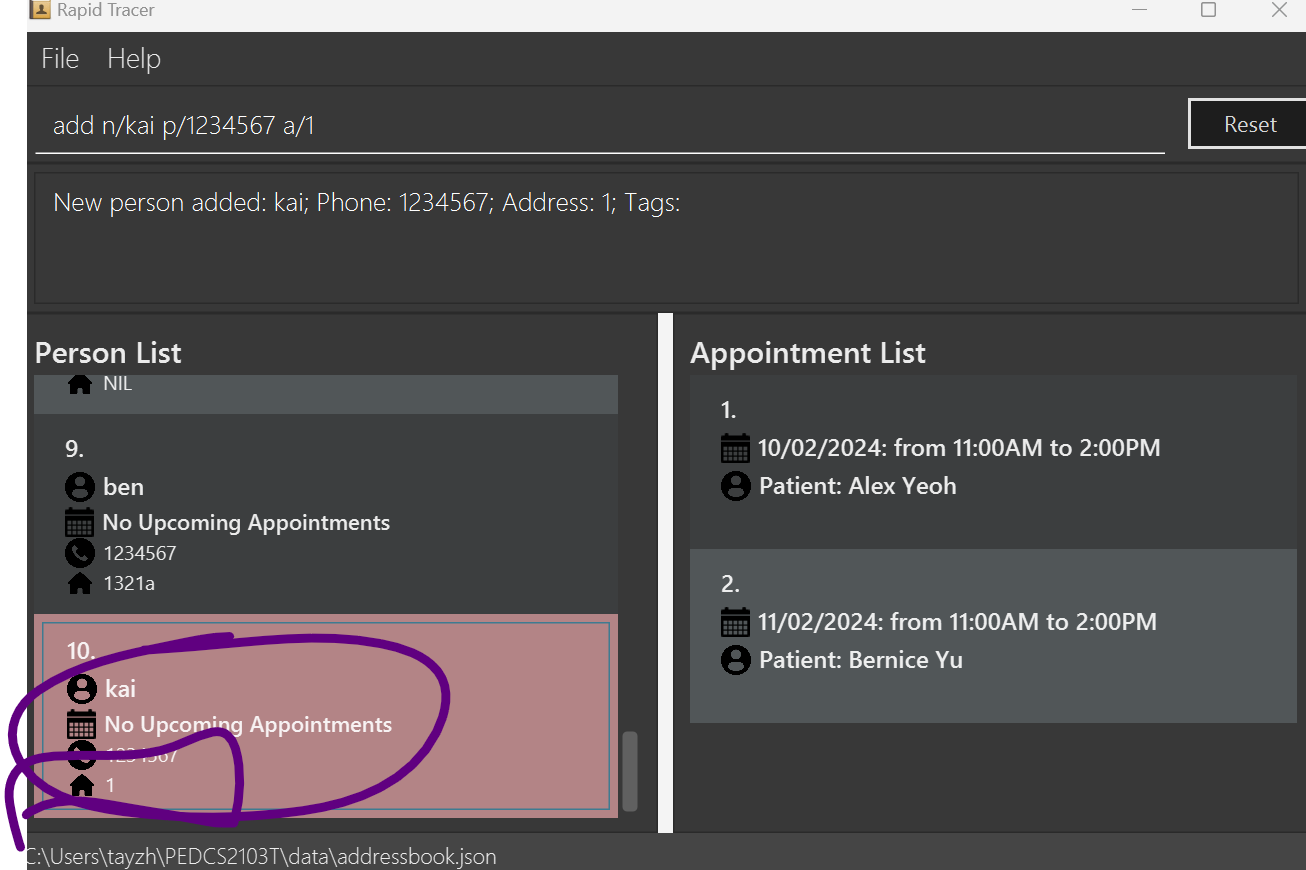 Rapid Tracer
File Help
add n/kai p/1234567 a/1
Reset
New person added: kai; Phone: 1234567; Address: 1; Tags:
Person List
NIL
9.
ben
No Upcoming Appointments
1234567
1321a
10.
kai
No Upcoming Appointments
1234567
1
Appointment List
1.
10/02/2024: from 11:00AM to 2:00PM
Patient: Alex Yeoh
2.
11/02/2024: from 11:00AM to 2:00PM
Patient: Bernice Yu
C:\Users\tayzh\PEDCS2103T\data\addressbook.json